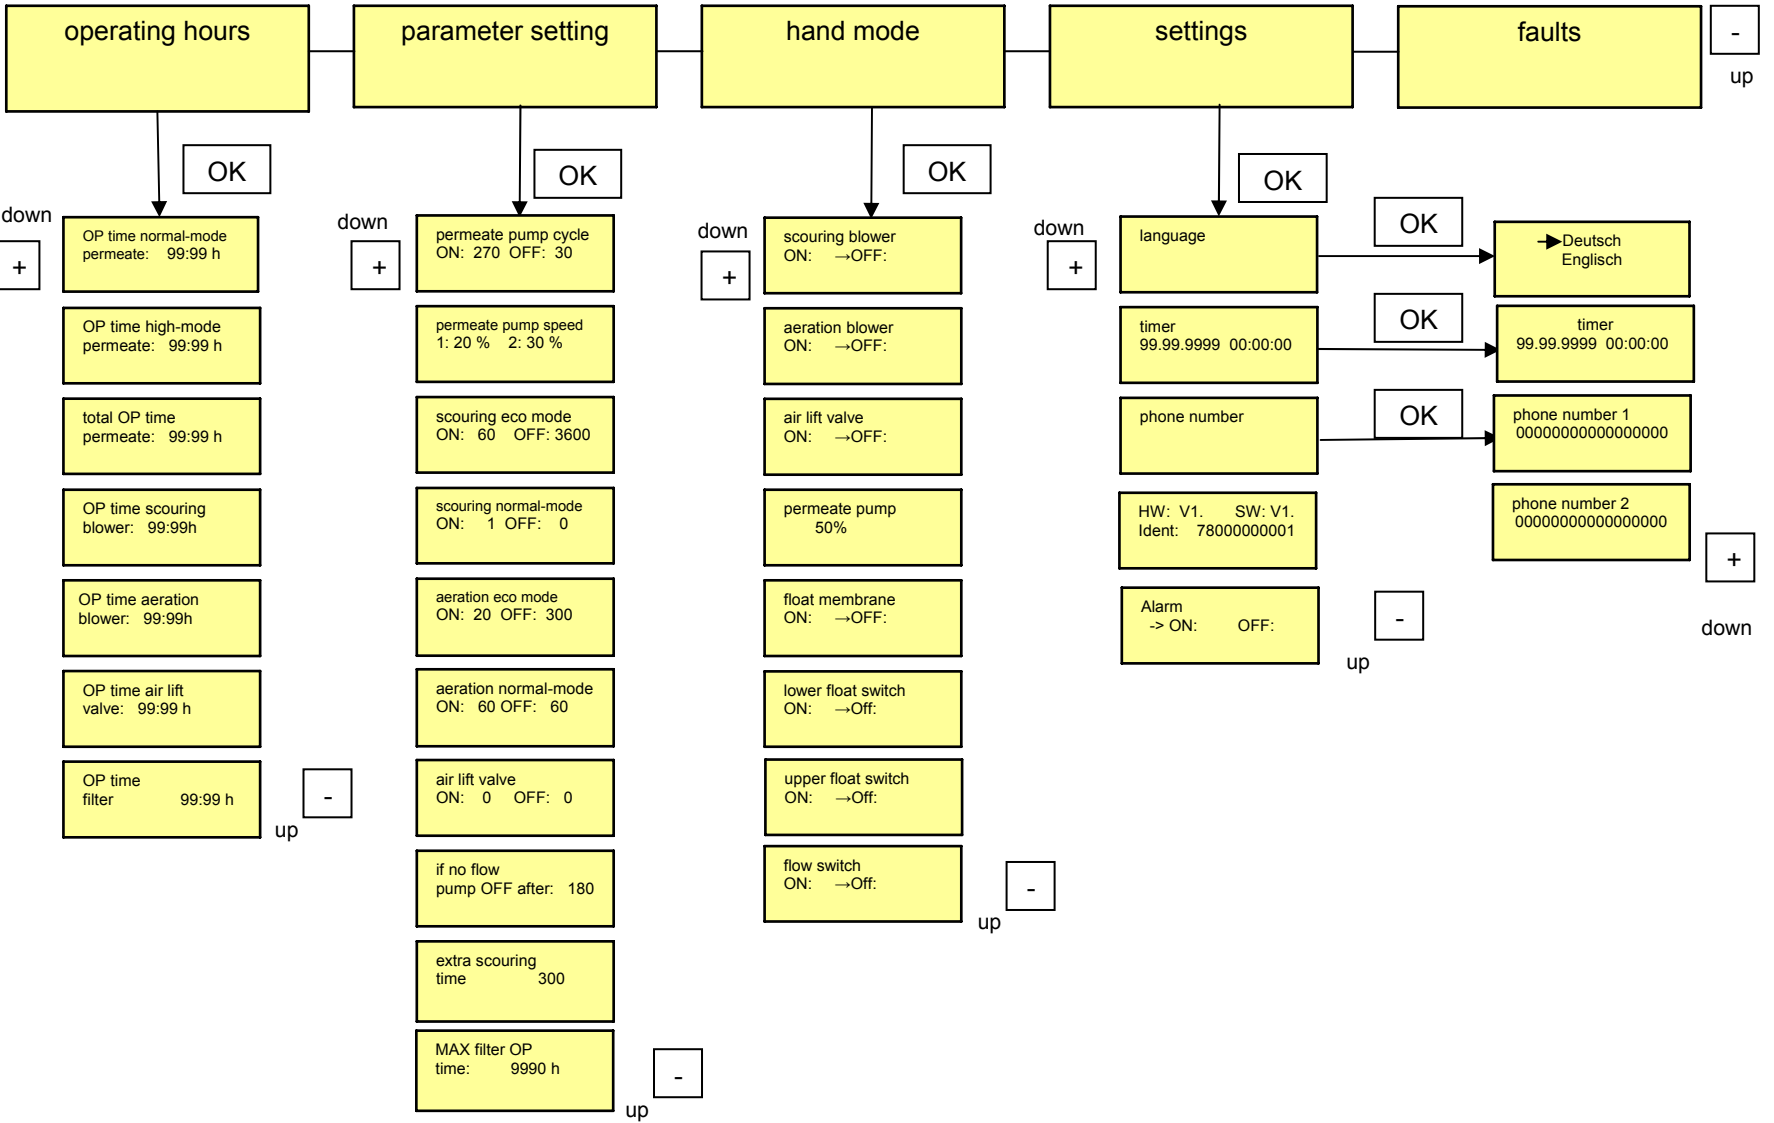 operating hours
parameter setting
hand mode
settings
faults
-
up
OK
OK
OK
OK
down
+
OP time normal-mode
permeate: 99:99 h
OP time high-mode
permeate: 99:99 h
total OP time
permeate: 99:99 h
OP time scouring
blower: 99:99h
OP time aeration
blower: 99:99h
OP time air lift
valve: 99:99 h
OP time
filter 99:99 h
-
up
down
+
permeate pump cycle
ON: 270 OFF: 30
permeate pump speed
1: 20 % 2: 30 %
scouring eco mode
ON: 60 OFF: 3600
scouring normal-mode
ON: 1 OFF: 0
aeration eco mode
ON: 20 OFF: 300
aeration normal-mode
ON: 60 OFF: 60
air lift valve
ON: 0 OFF: 0
if no flow
pump OFF after: 180
extra scouring
time 300
MAX filter OP
time: 9990 h
-
up
down
+
scouring blower
ON: →OFF:
aeration blower
ON: →OFF:
air lift valve
ON: →OFF:
permeate pump
50%
float membrane
ON: →OFF:
lower float switch
ON: →Off:
upper float switch
ON: →Off:
flow switch
ON: →Off:
-
up
down
+
language
timer
99.99.9999 00:00:00
phone number
HW: V1. SW: V1.
Ident: 78000000001
Alarm
-> ON: OFF:
-
up
OK
Deutsch
Englisch
OK
timer
99.99.9999 00:00:00
OK
phone number 1
00000000000000000
phone number 2
00000000000000000
+
down